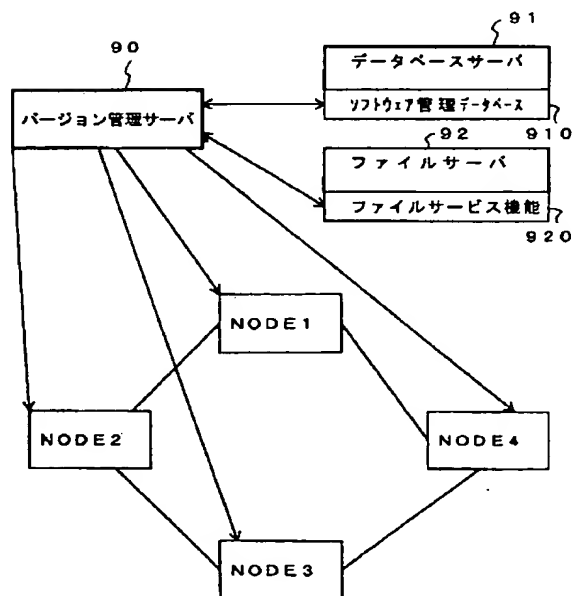 90
91
データベースサーバ
バージョン管理サーバ
ソフトウェア管理データベース
92
910
ファイルサーバ
ファイルサービス機能
920
NODE1
NODE2
NODE4
NODE3